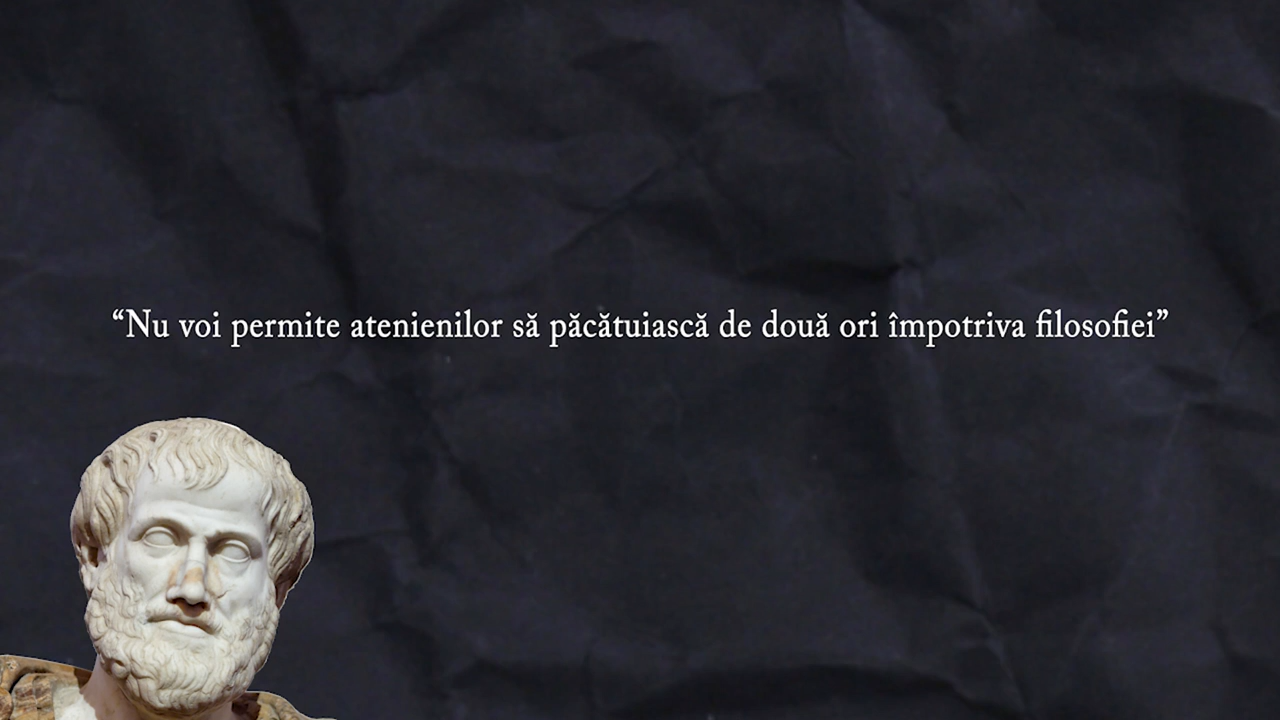 “Nu voi permite atenienilor să păcătuiască de două ori împotriva filosofiei”